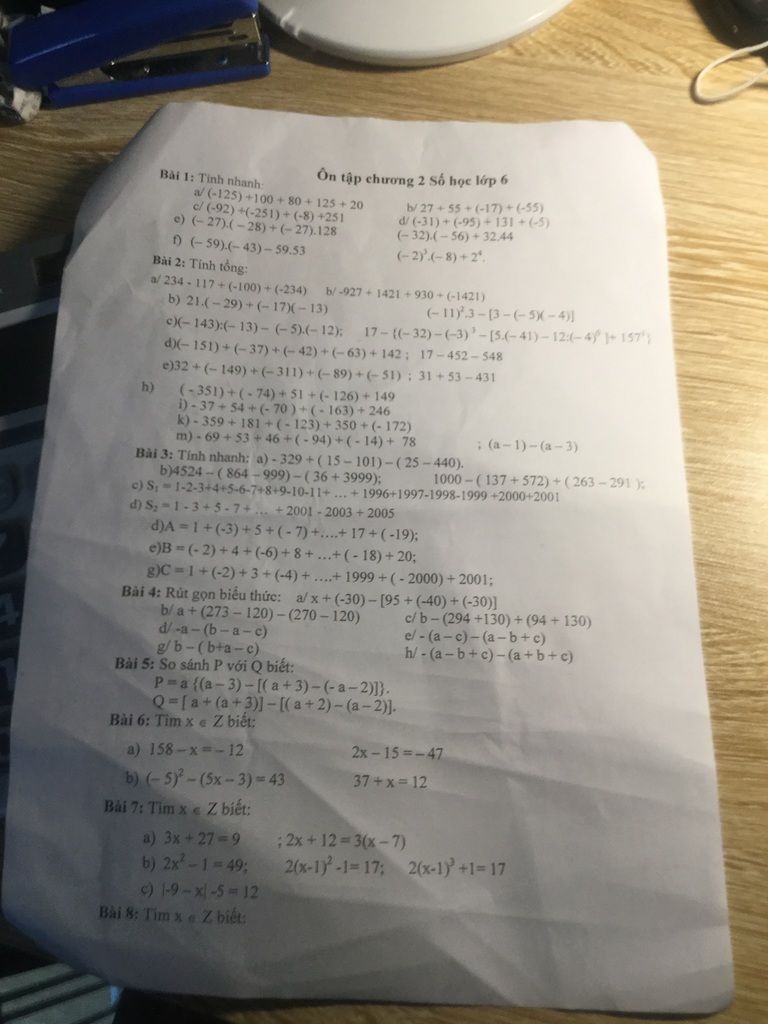 Ôn tập chương 2 Số học lớp 6
Bài 1: Tính nhanh:
a/ (-125) +100 + 80 + 125 + 20 b/ 27 + 55 + (-17) + (-55)
c/ (-92) +(-251) + (-8) +251 d/ (-31) + (-95) + 131 + (-5)
e) (– 27).( – 28) + (– 27).128 (– 32).( – 56) + 32.44
f) (– 59).(– 43) – 59.53 (– 2)³.(– 8) + 2⁴.
Bài 2: Tính tổng:
a/ 234 - 117 + (-100) + (-234) b/ -927 + 1421 + 930 + (-1421)
b) 21.( – 29) + (– 17)( – 13) (– 11)².3 – [3 – (– 5)( – 4)]
c)(– 143):(– 13) – (– 5).(– 12); 17 – {(– 32) – (–3) ³ – [5.(– 41) – 12:(– 4) ]+ 157 }
d)(– 151) + (– 37) + (– 42) + (– 63) + 142 ; 17 – 452 – 548
e)32 + (– 149) + (– 311) + (– 89) + (– 51) ; 31 + 53 – 431
h) ( - 351) + ( - 74) + 51 + (- 126) + 149
i) - 37 + 54 + (- 70 ) + ( - 163) + 246
k) - 359 + 181 + ( - 123) + 350 + (- 172)
m) - 69 + 53 + 46 + ( - 94) + ( - 14) + 78 ; (a – 1) – (a – 3)
Bài 3: Tính nhanh: a) - 329 + ( 15 – 101) – ( 25 – 440).
b)4524 – ( 864 – 999) – ( 36 + 3999); 1000 – ( 137 + 572) + ( 263 – 291 );
c) S₁ = 1-2-3+4+5-6-7+8+9-10-11+ … + 1996+1997-1998-1999 +2000+2001
d) S₂ = 1 - 3 + 5 - 7 + … + 2001 - 2003 + 2005
d)A = 1 + (-3) + 5 + ( - 7) +….+ 17 + ( -19);
e)B = (- 2) + 4 + (-6) + 8 + …+ ( - 18) + 20;
g)C = 1 + (-2) + 3 + (-4) + ….+ 1999 + ( - 2000) + 2001;
Bài 4: Rút gọn biểu thức: a/ x + (-30) – [95 + (-40) + (-30)]
b/ a + (273 – 120) – (270 – 120) c/ b – (294 +130) + (94 + 130)
d/ -a – (b – a – c) e/ - (a – c) – (a – b + c)
g/ b – ( b+a – c) h/ - (a – b + c) – (a + b + c)
Bài 5: So sánh P với Q biết:
P = a {(a – 3) – [( a + 3) – (- a – 2)]}.
Q = [ a + (a + 3)] – [( a + 2) – (a – 2)].
Bài 6: Tìm x ∈ Z biết:
a) 158 – x = – 12 2x – 15 = – 47
b) (– 5)² – (5x – 3) = 43 37 + x = 12
Bài 7: Tìm x ∈ Z biết:
a) 3x + 27 = 9 ; 2x + 12 = 3(x – 7)
b) 2x² – 1 = 49; 2(x-1)² -1= 17; 2(x-1)³ +1= 17
c) |-9 – x| -5 = 12
Bài 8: Tìm x ∈ Z biết: